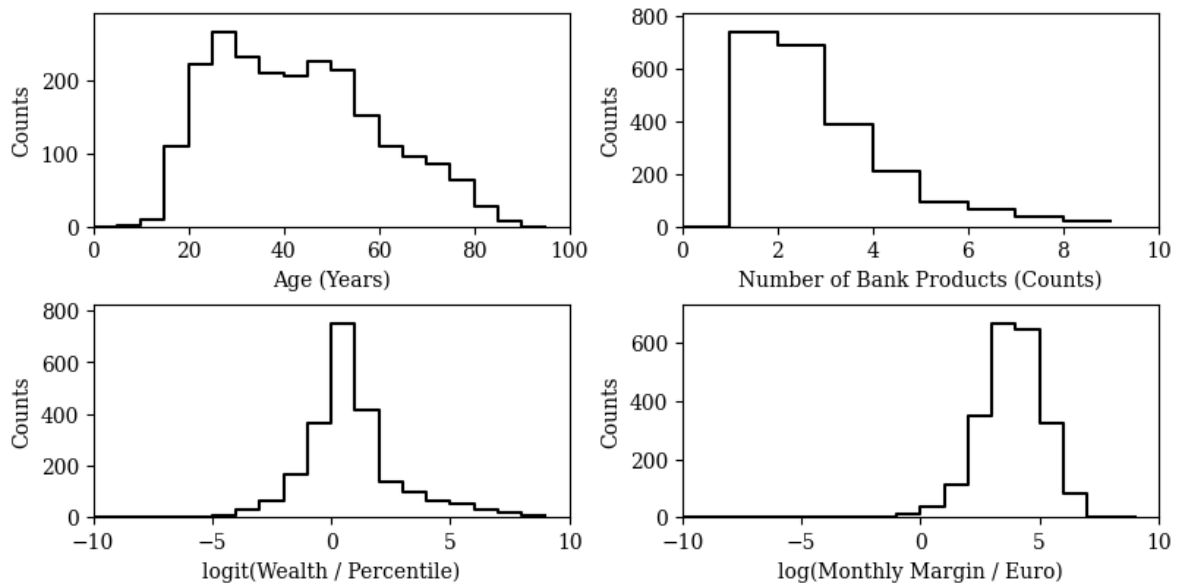 200
100
0
Counts
0 20 40 60 80 100
Age (Years)
800
600
400
200
0
Counts
0 2 4 6 8 10
Number of Bank Products (Counts)
800
600
400
200
0
Counts
−10 −5 0 5 10
logit(Wealth / Percentile)
600
400
200
0
Counts
−10 −5 0 5 10
log(Monthly Margin / Euro)